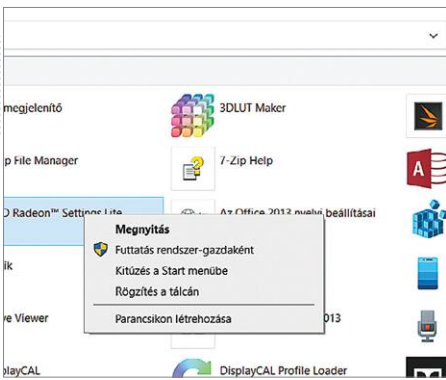 megjelenítő
3DLUT Maker
p File Manager
7-Zip Help
A
D Radeon™ Settings Lite
Az Office 2013 nyelvi beállításai
Megnyitás
Futtatás rendszer-gazdaként
Kitűzés a Start menübe
Rögzítés a tálcán
Parancsikon létrehozása
ik
ve Viewer
013
playCAL
DisplayCAL Profile Loader